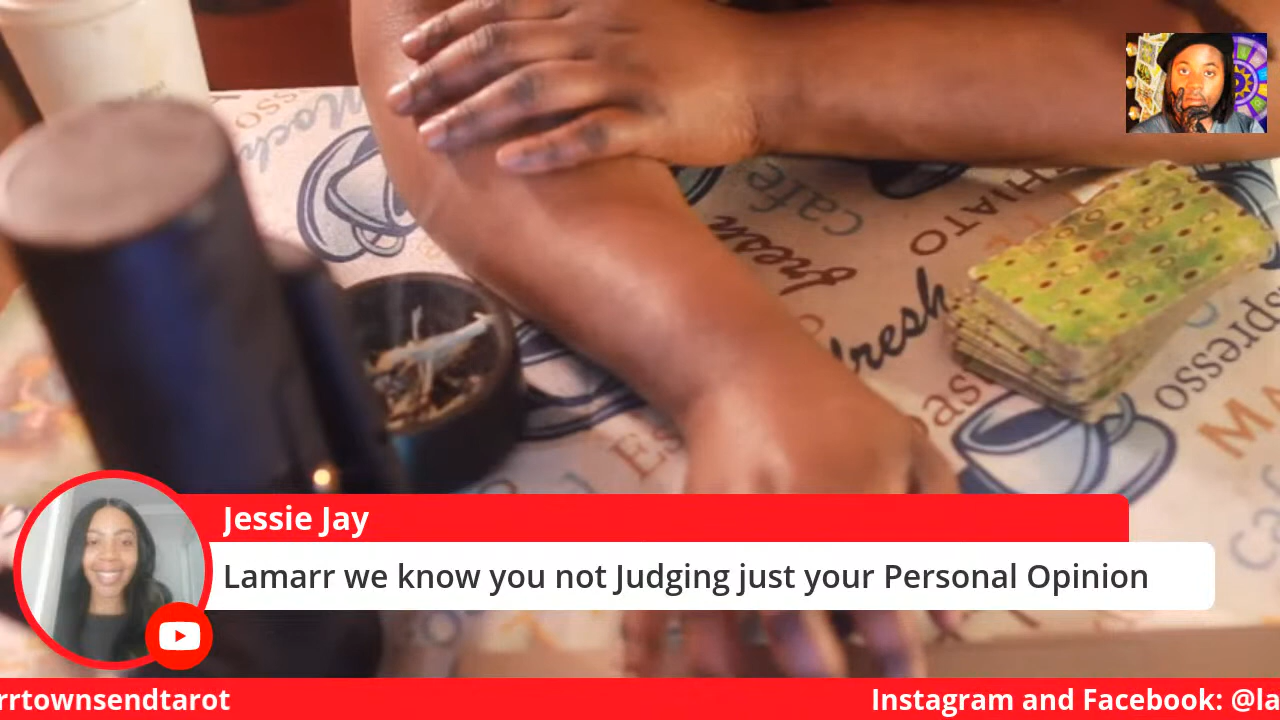 cafe
fresh
fresh
Espresso
Jessie Jay
Lamarr we know you not Judging just your Personal Opinion
rrtownsendtarot
Instagram and Facebook: @la